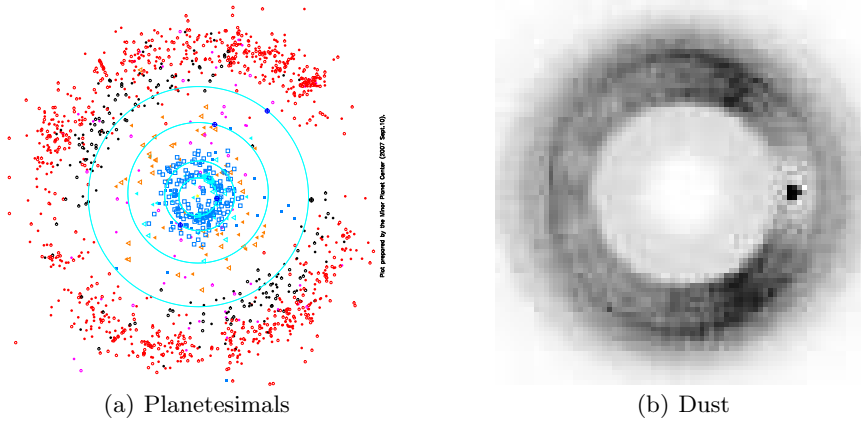 Plot prepared by the Minor Planet Center (2007 Sept.10).
(a) Planetesimals
(b) Dust